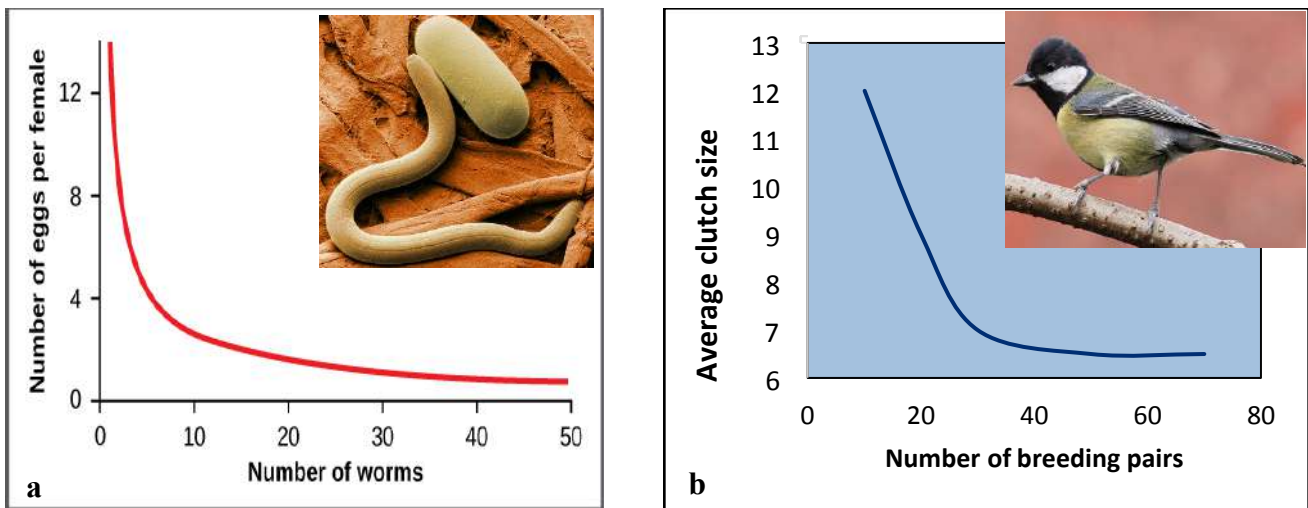 Number of eggs per female
12
8
4
0
0 10 20 30 40 50
Number of worms
a
Average clutch size
13
12
11
10
9
8
7
6
0 20 40 60 80
Number of breeding pairs
b